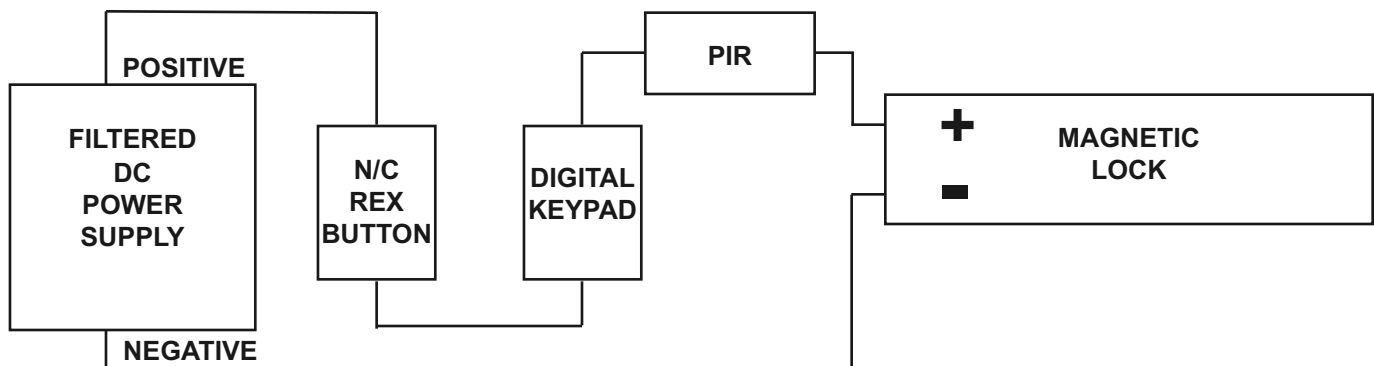 POSITIVE
FILTERED
DC
POWER
SUPPLY
NEGATIVE
N/C
REX
BUTTON
DIGITAL
KEYPAD
PIR
+
-
MAGNETIC
LOCK